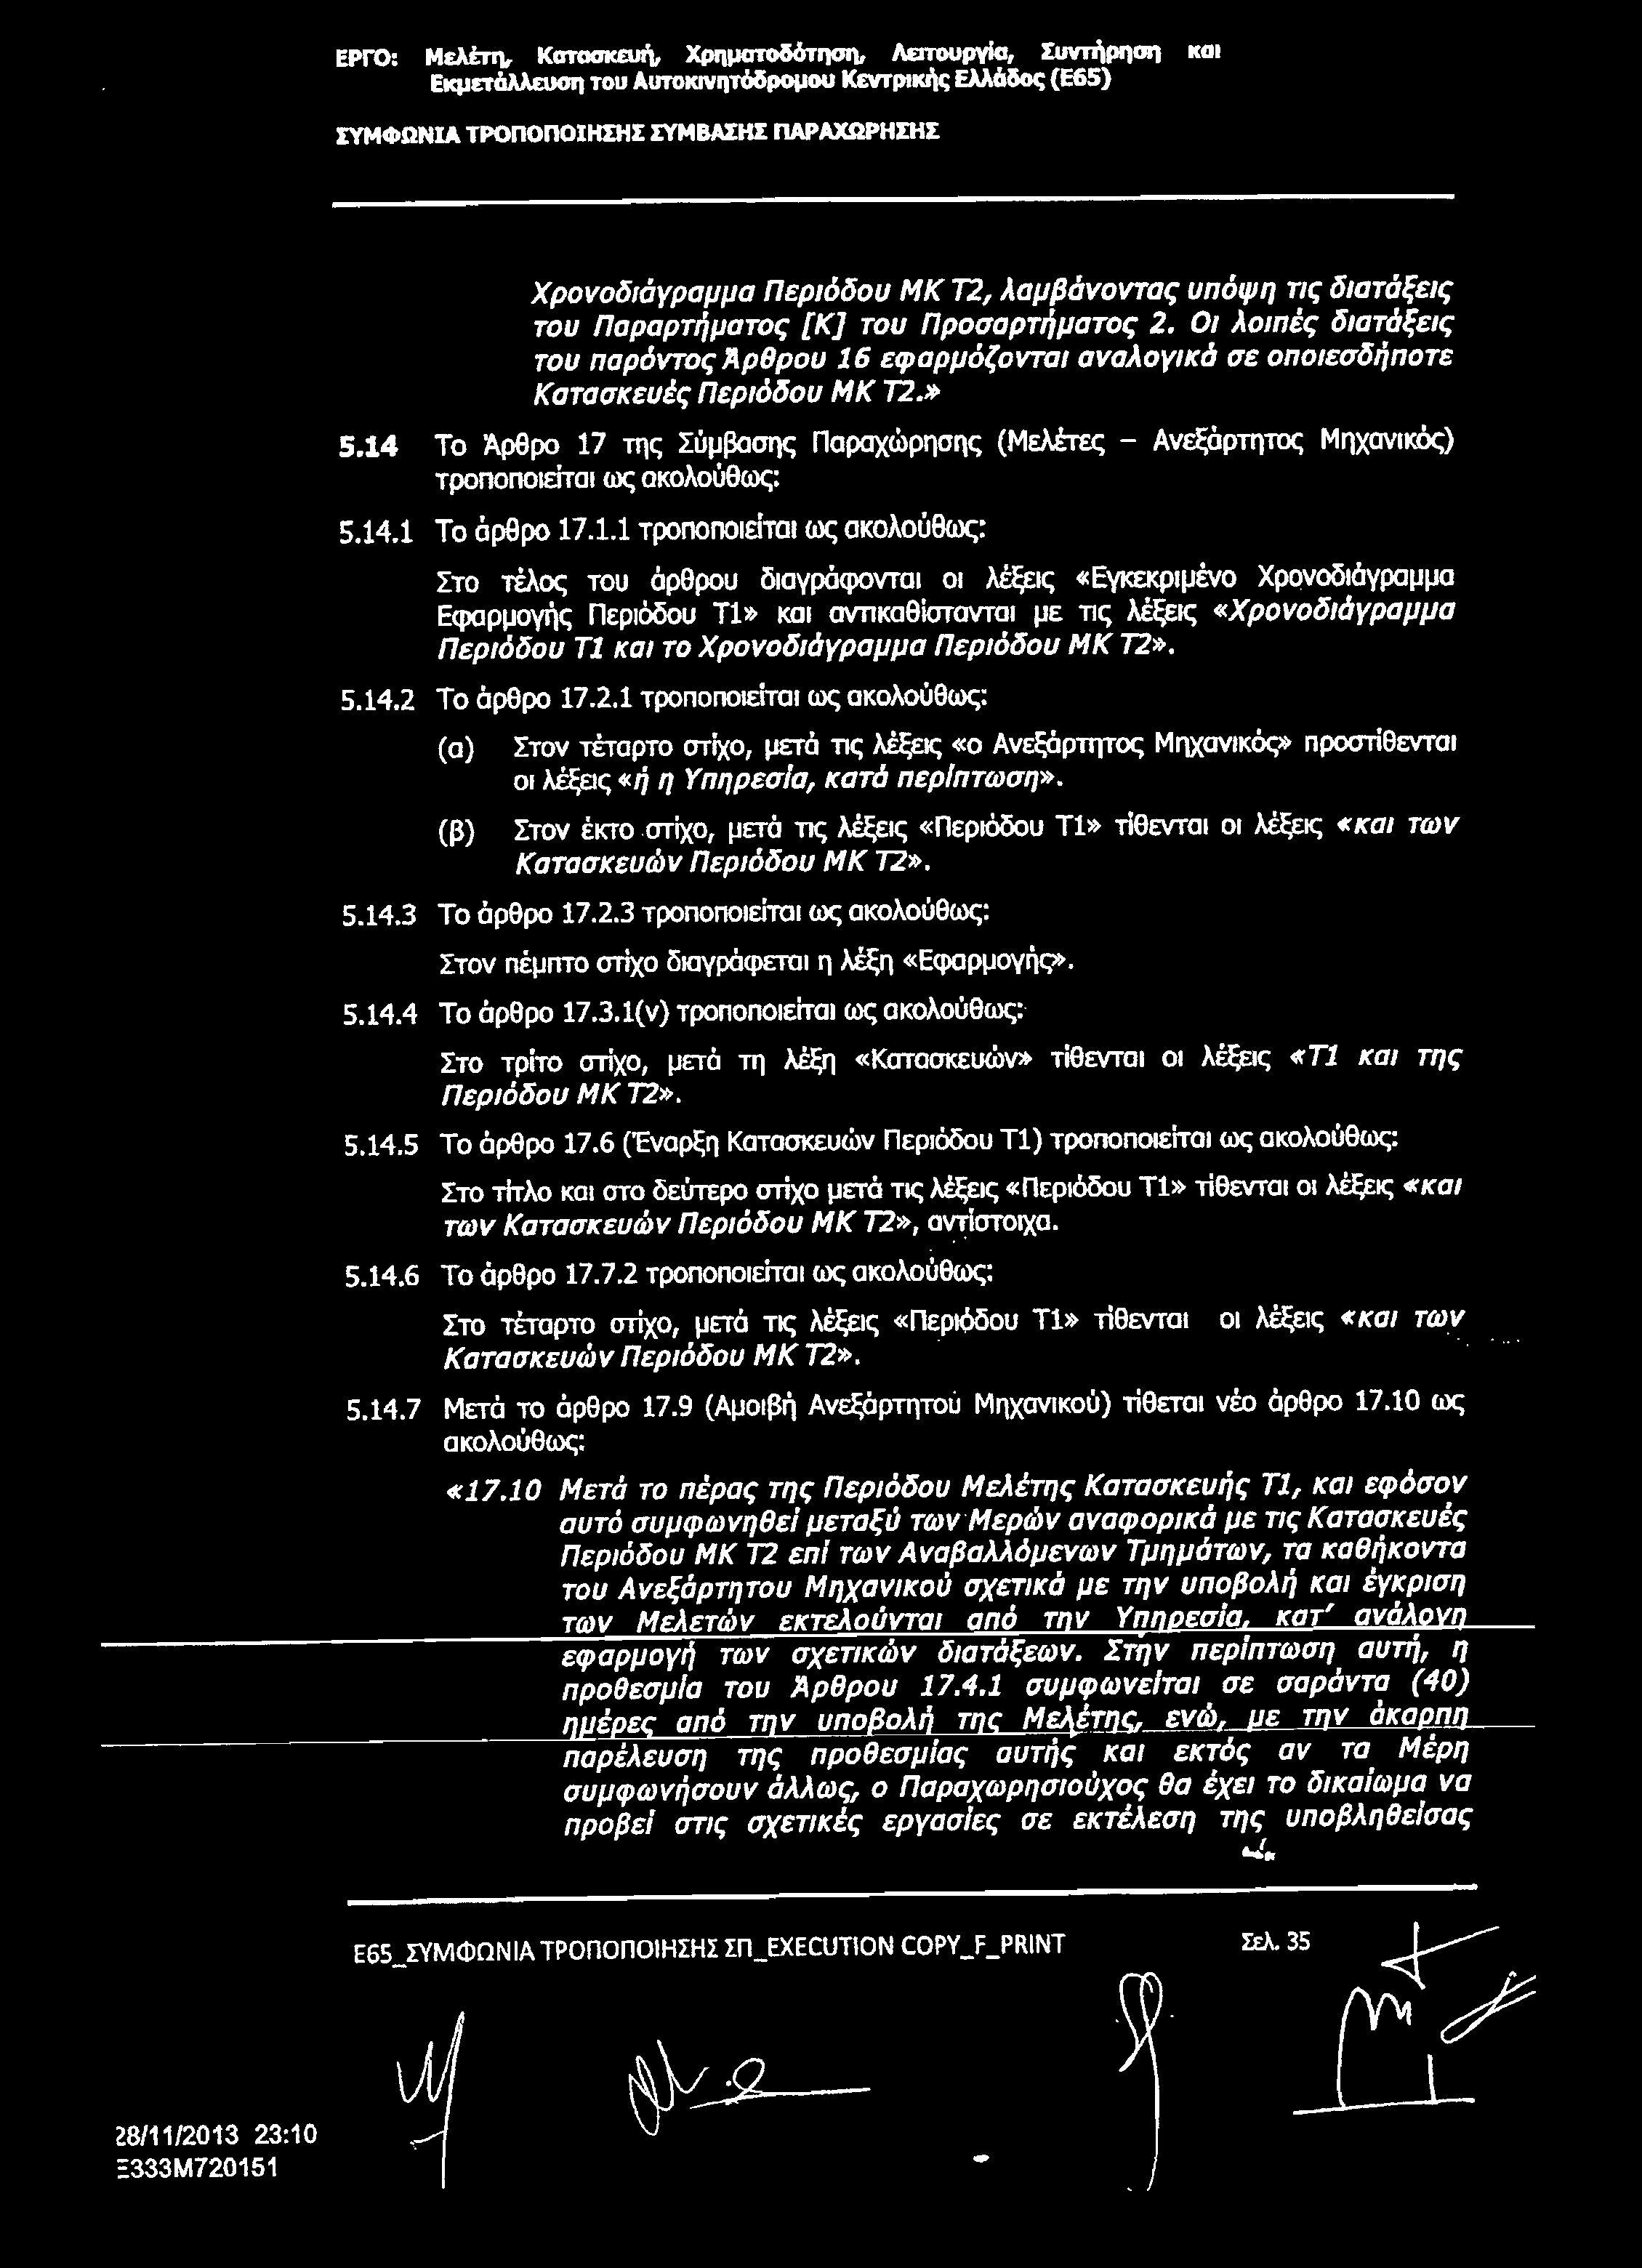 ΕΡΓΟ: Μελέτη, Κατασκευή, Χρηματοδότηση, Λειτουργία, Συντήρηση και
Εκμετάλλευση του Αυτοκινητόδρομου Κεντρικής Ελλάδος (Ε65)
ΣΥΜΦΩΝΙΑ ΤΡΟΠΟΠΟΙΗΣΗΣ ΣΥΜΒΑΣΗΣ ΠΑΡΑΧΩΡΗΣΗΣ
Χρονοδιάγραμμα Περιόδου ΜΚ Τ2, λαμβάνοντας υπόψη τις διατάξεις
του Παραρτήματος [Κ] του Προσαρτήματος 2. Οι λοιπές διατάξεις
του παρόντος Άρθρου 16 εφαρμόζονται αναλογικά σε οποιεσδήποτε
Κατασκευές Περιόδου ΜΚ Τ2.»
5.14 Το Άρθρο 17 της Σύμβασης Παραχώρησης (Μελέτες – Ανεξάρτητος Μηχανικός)
τροποποιείται ως ακολούθως:
5.14.1 Το άρθρο 17.1.1 τροποποιείται ως ακολούθως:
Στο τέλος του άρθρου διαγράφονται οι λέξεις «Εγκεκριμένο Χρονοδιάγραμμα
Εφαρμογής Περιόδου Τ1» και αντικαθίστανται με τις λέξεις «Χρονοδιάγραμμα
Περιόδου Τ1 και το Χρονοδιάγραμμα Περιόδου ΜΚ Τ2».
5.14.2 Το άρθρο 17.2.1 τροποποιείται ως ακολούθως:
(α) Στον τέταρτο στίχο, μετά τις λέξεις «ο Ανεξάρτητος Μηχανικός» προστίθενται
οι λέξεις «ή η Υπηρεσία, κατά περίπτωση».
(β) Στον έκτο στίχο, μετά τις λέξεις «Περιόδου Τ1» τίθενται οι λέξεις «και των
Κατασκευών Περιόδου ΜΚ Τ2».
5.14.3 Το άρθρο 17.2.3 τροποποιείται ως ακολούθως:
Στον πέμπτο στίχο διαγράφεται η λέξη «Εφαρμογής».
5.14.4 Το άρθρο 17.3.1(ν) τροποποιείται ως ακολούθως:
Στο τρίτο στίχο, μετά τη λέξη «Κατασκευών» τίθενται οι λέξεις «Τ1 και της
Περιόδου ΜΚ Τ2».
5.14.5 Το άρθρο 17.6 (Έναρξη Κατασκευών Περιόδου Τ1) τροποποιείται ως ακολούθως:
Στο τίτλο και στο δεύτερο στίχο μετά τις λέξεις «Περιόδου Τ1» τίθενται οι λέξεις «και
των Κατασκευών Περιόδου ΜΚ Τ2», αντίστοιχα.
5.14.6 Το άρθρο 17.7.2 τροποποιείται ως ακολούθως:
Στο τέταρτο στίχο, μετά τις λέξεις «Περιόδου Τ1» τίθενται οι λέξεις «και των
Κατασκευών Περιόδου ΜΚ Τ2».
5.14.7 Μετά το άρθρο 17.9 (Αμοιβή Ανεξάρτητού Μηχανικού) τίθεται νέο άρθρο 17.10 ως
ακολούθως:
«17.10 Μετά το πέρας της Περιόδου Μελέτης Κατασκευής Τ1, και εφόσον
αυτό συμφωνηθεί μεταξύ των Μερών αναφορικά με τις Κατασκευές
Περιόδου ΜΚ Τ2 επί των Αναβαλλόμενων Τμημάτων, τα καθήκοντα
του Ανεξάρτητου Μηχανικού σχετικά με την υποβολή και έγκριση
των Μελετών εκτελούνται από την Υπηρεσία, κατ' ανάλογη
εφαρμογή των σχετικών διατάξεων. Στην περίπτωση αυτή, η
προθεσμία του Άρθρου 17.4.1 συμφωνείται σε σαράντα (40)
ημέρες από την υποβολή της Μελέτης, ενώ, με την άκαρπη
παρέλευση της προθεσμίας αυτής και εκτός αν τα Μέρη
συμφωνήσουν άλλως, ο Παραχωρησιούχος θα έχει το δικαίωμα να
προβεί στις σχετικές εργασίες σε εκτέλεση της υποβληθείσας
Ε65_ΣΥΜΦΩΝΙΑ ΤΡΟΠΟΠΟΙΗΣΗΣ ΣΠ_EXECUTION COPY_F_PRINT Σελ. 35
28/11/2013 23:10
Ξ333M720151